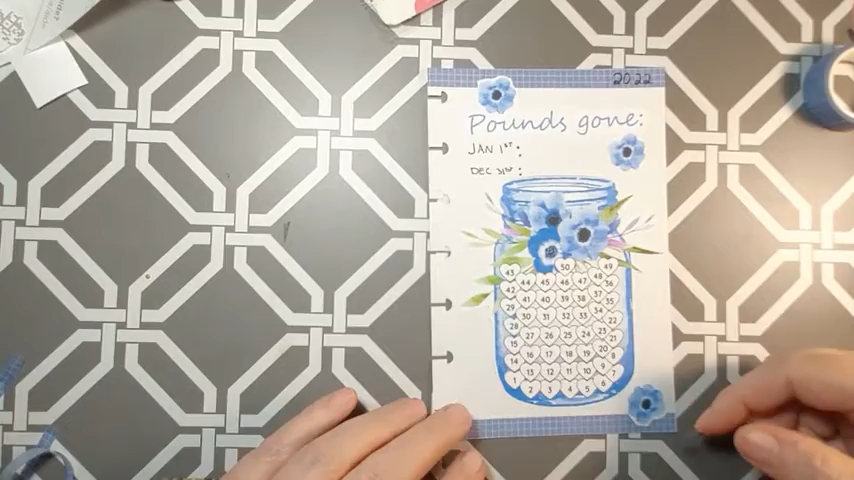 2022
Pounds gone:
JAN 1ST:
DEC 31ST:
50 49
43 44 45 46 47 48
42 41 40 39 38 37 36
29 30 31 32 33 34 35
28 27 26 25 24 23 22
15 16 17 18 19 20 21
14 13 12 11 10 9 8
1 2 3 4 5 6 7